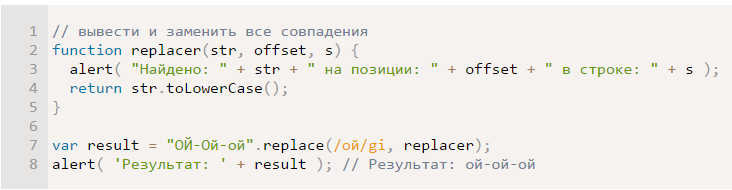 1 // вывести и заменить все совпадения
2 function replacer(str, offset, s) {
3   alert( "Найдено: " + str + " на позиции: " + offset + " в строке: " + s );
4   return str.toLowerCase();
5 }
6
7 var result = "ОЙ-Ой-ой".replace(/ой/gi, replacer);
8 alert( 'Результат: ' + result ); // Результат: ой-ой-ой